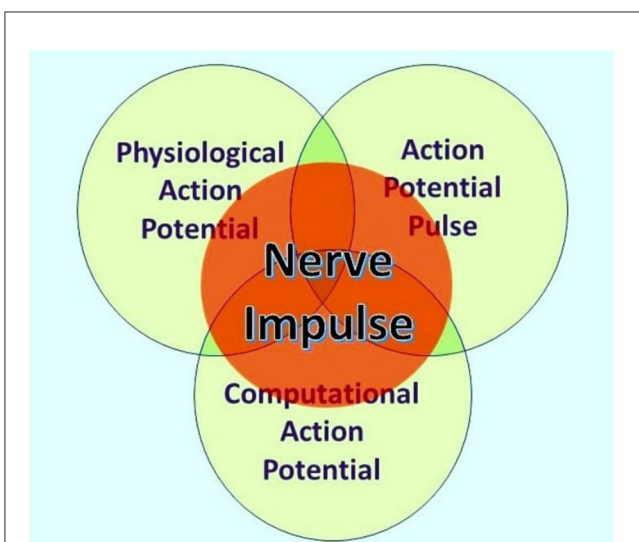 Physiological
Action
Potential
Action
Potential
Pulse
Nerve
Impulse
Computational
Action
Potential